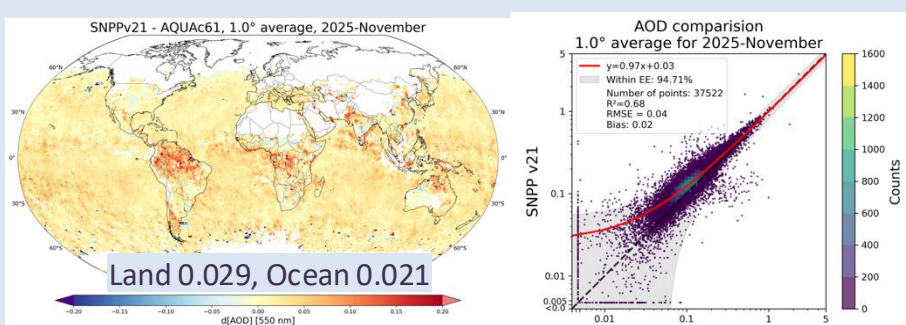 SNPPv21 - AQUAc61, 1.0° average, 2025-November
60°N
60°N
30°N
30°N
0°
0°
30°S
30°S
60°S
60°S
Land 0.029, Ocean 0.021
−0.20
−0.15
−0.10
−0.05
0.00
0.05
0.10
0.15
0.20
d[AOD] [550 nm]
AOD comparision
1.0° average for 2025-November
y=0.97x+0.03
Within EE: 94.71%
Number of points: 37522
R²=0.68
RMSE = 0.04
Bias: 0.02
SNPP v21
5
1
0.1
0.01
0.005
<0.0
0.01
0.1
1
5
1600
1400
1200
1000
800
600
400
200
0
Counts